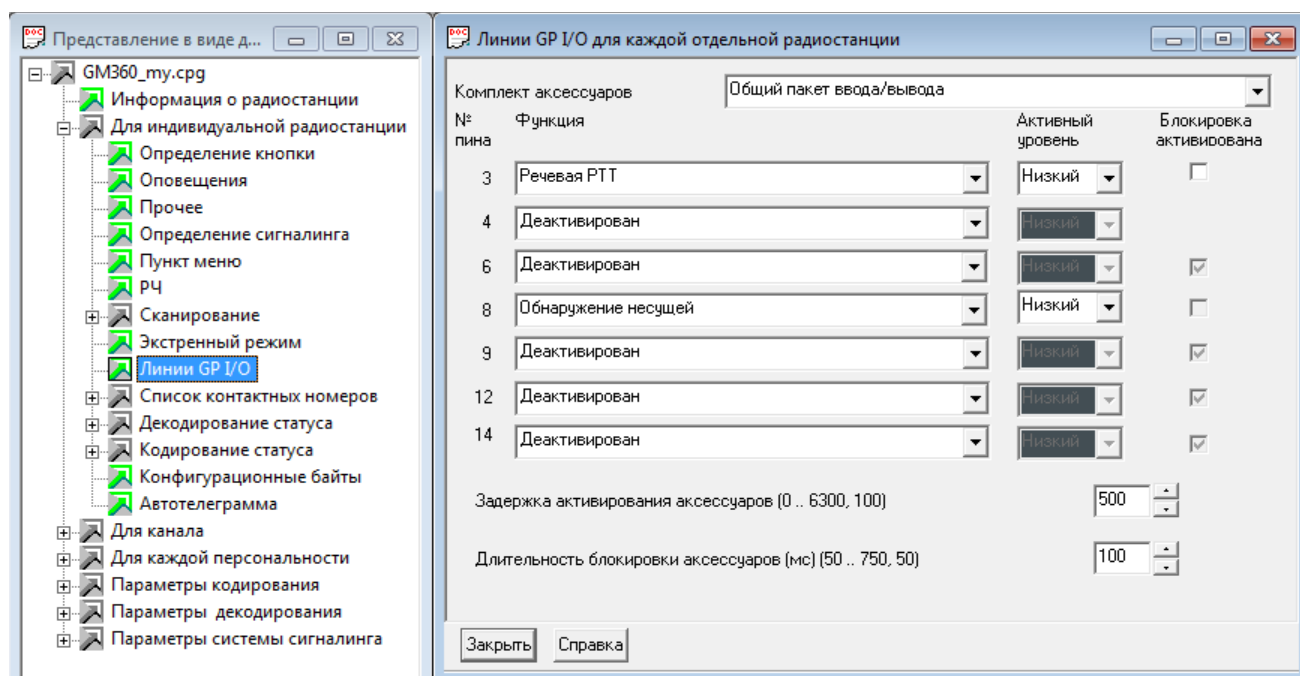 Представление в виде д...
GM360_my.cpg
Информация о радиостанции
Для индивидуальной радиостанции
Определение кнопки
Оповещения
Прочее
Определение сигналинга
Пункт меню
РЧ
Сканирование
Экстренный режим
Линии GP I/O
Список контактных номеров
Декодирование статуса
Кодирование статуса
Конфигурационные байты
Автотелеграмма
Для канала
Для каждой персональности
Параметры кодирования
Параметры декодирования
Параметры системы сигналинга
Линии GP I/O для каждой отдельной радиостанции
Комплект аксессуаров Общий пакет ввода/вывода
№ пина Функция Активный уровень Блокировка активирована
3 Речевая РТТ Низкий
4 Деактивирован Низкий
6 Деактивирован Низкий
8 Обнаружение несущей Низкий
9 Деактивирован Низкий
12 Деактивирован Низкий
14 Деактивирован Низкий
Задержка активирования аксессуаров (0 .. 6300, 100) 500
Длительность блокировки аксессуаров (мс) (50 .. 750, 50) 100
Закрыть Справка